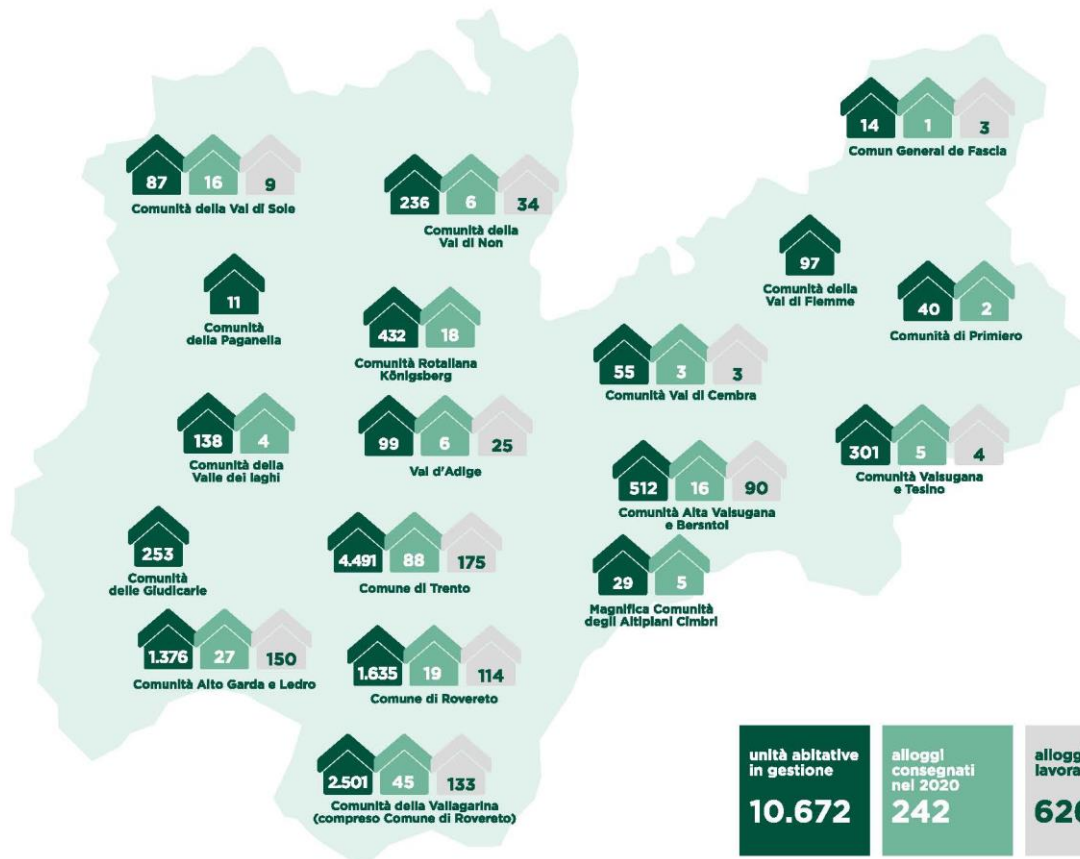 14 1 3
Comun General de Fascia
87 16 9
Comunità della Val di Sole
236 6 34
Comunità della
Val di Non
97
Comunità della
Val di Fiemme
40 2
Comunità di Primiero
11
Comunità
della Paganella
432 18
Comunità Rotaliana
Königsberg
55 3 3
Comunità Val di Cembra
138 4
Comunità della
Valle dei laghi
99 6 25
Val d'Adige
301 5 4
Comunità Valsugana
e Tesino
512 16 90
Comunità Alta Valsugana
e Bersntol
253
Comunità
delle Giudicarie
4.491 88 175
Comune di Trento
29 5
Magnifica Comunità
degli Altipiani Cimbri
1.376 27 150
Comunità Alto Garda e Ledro
1.635 19 114
Comune di Rovereto
2.501 45 133
Comunità della Vallagarina
(compreso Comune di Rovereto)
unità abitative
in gestione
10.672
alloggi
consegnati
nel 2020
242
allogg
lavora
626